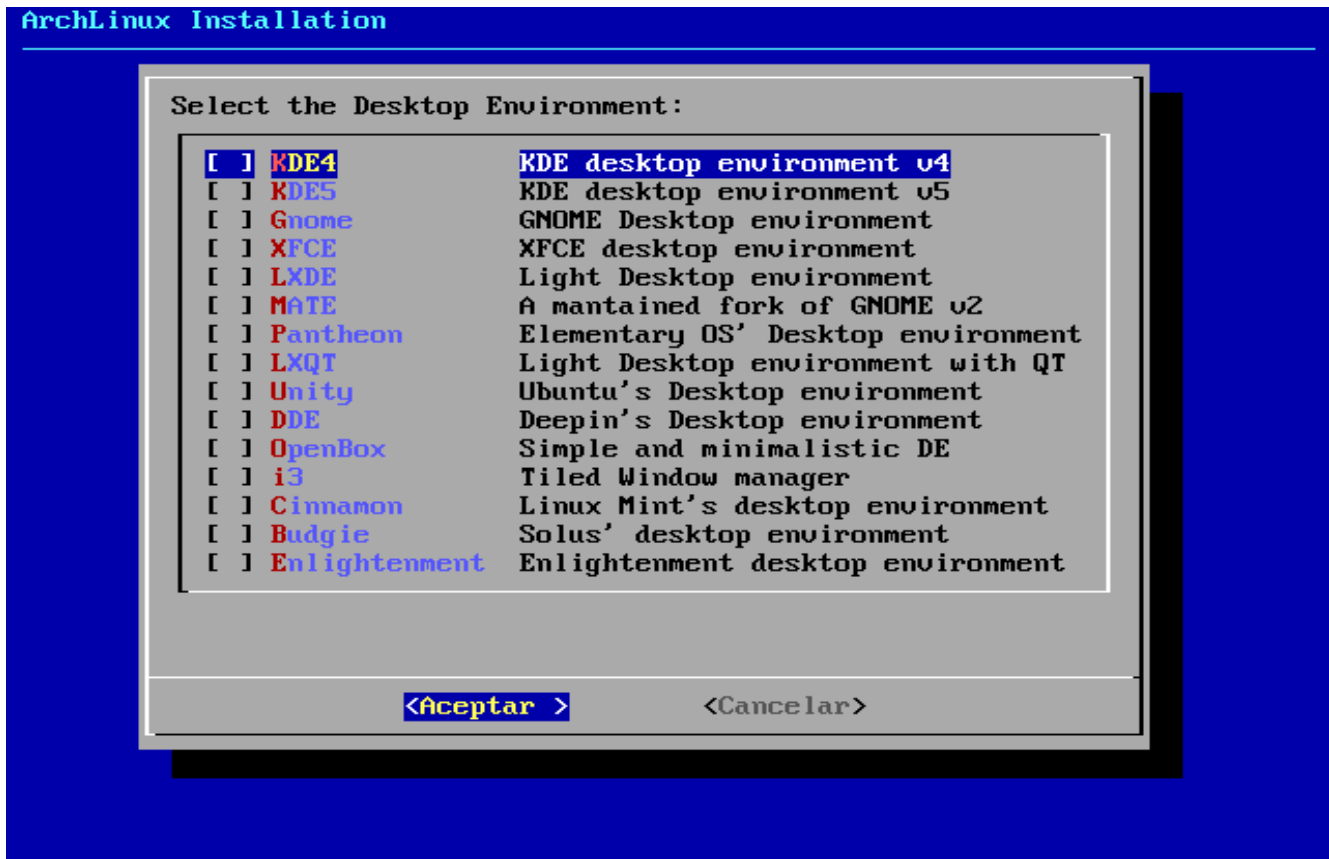 ArchLinux Installation
Select the Desktop Environment:
[ ] KDE4 KDE desktop environment v4
[ ] KDE5 KDE desktop environment v5
[ ] Gnome GNOME Desktop environment
[ ] XFCE XFCE desktop environment
[ ] LXDE Light Desktop environment
[ ] MATE A mantained fork of GNOME v2
[ ] Pantheon Elementary OS' Desktop environment
[ ] LXQT Light Desktop environment with QT
[ ] Unity Ubuntu's Desktop environment
[ ] DDE Deepin's Desktop environment
[ ] OpenBox Simple and minimalistic DE
[ ] i3 Tiled Window manager
[ ] Cinnamon Linux Mint's desktop environment
[ ] Budgie Solus' desktop environment
[ ] Enlightenment Enlightenment desktop environment
<Aceptar > <Cancelar>